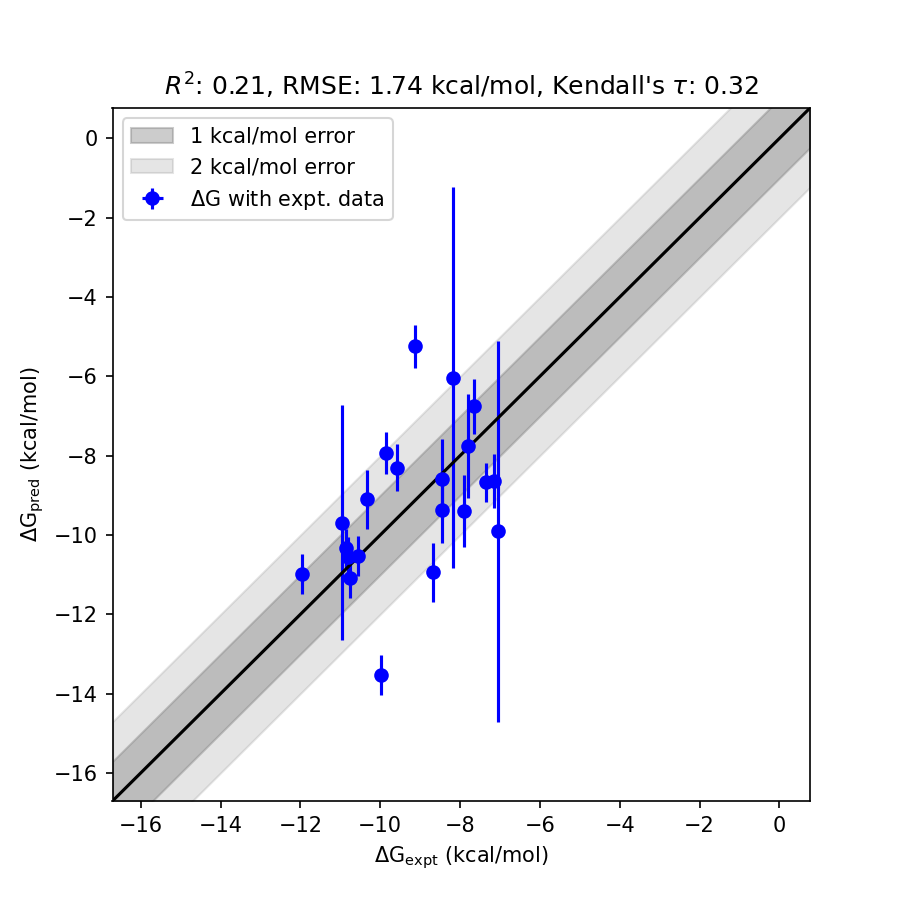 R²: 0.21, RMSE: 1.74 kcal/mol, Kendall's τ: 0.32
1 kcal/mol error
2 kcal/mol error
ΔG with expt. data
ΔGpred (kcal/mol)
0
−2
−4
−6
−8
−10
−12
−14
−16
−16 −14 −12 −10 −8 −6 −4 −2 0
ΔGexpt (kcal/mol)